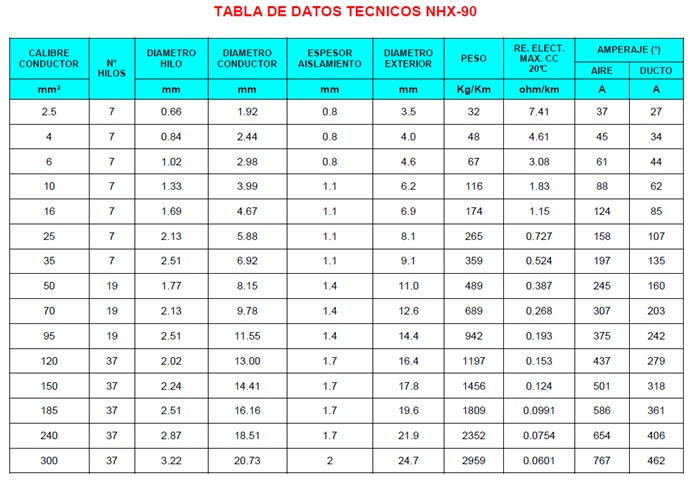 TABLA DE DATOS TECNICOS NHX-90
CALIBRE CONDUCTOR N° HILOS DIAMETRO HILO DIAMETRO CONDUCTOR ESPESOR AISLAMIENTO DIAMETRO EXTERIOR PESO RE. ELECT. MAX. CC 20°C AMPERAJE (*)
AIRE DUCTO
mm² mm mm mm mm Kg/Km ohm/km A A
2.5 7 0.66 1.92 0.8 3.5 32 7.41 37 27
4 7 0.84 2.44 0.8 4.0 48 4.61 45 34
6 7 1.02 2.98 0.8 4.6 67 3.08 61 44
10 7 1.33 3.99 1.1 6.2 116 1.83 88 62
16 7 1.69 4.67 1.1 6.9 174 1.15 124 85
25 7 2.13 5.88 1.1 8.1 265 0.727 158 107
35 7 2.51 6.92 1.1 9.1 359 0.524 197 135
50 19 1.77 8.15 1.4 11.0 489 0.387 245 160
70 19 2.13 9.78 1.4 12.6 689 0.268 307 203
95 19 2.51 11.55 1.4 14.4 942 0.193 375 242
120 37 2.02 13.00 1.7 16.4 1197 0.153 437 279
150 37 2.24 14.41 1.7 17.8 1456 0.124 501 318
185 37 2.51 16.16 1.7 19.6 1809 0.0991 586 361
240 37 2.87 18.51 1.7 21.9 2352 0.0754 654 406
300 37 3.22 20.73 2 24.7 2959 0.0601 767 462